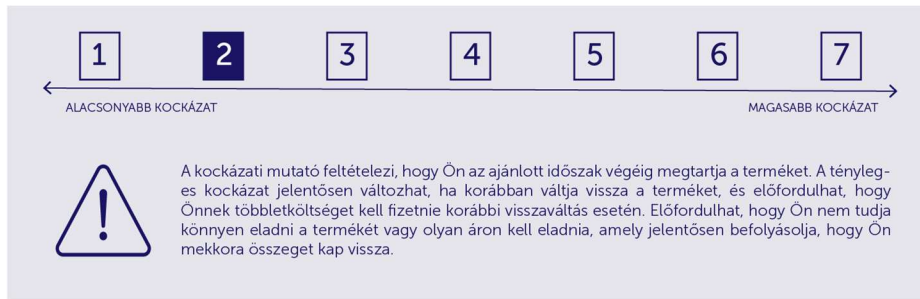 1 2 3 4 5 6 7
ALACSONYABB KOCKÁZAT MAGASABB KOCKÁZAT
A kockázati mutató feltételezi, hogy Ön az ajánlott időszak végéig megtartja a terméket. A tényleg-
es kockázat jelentősen változhat, ha korábban váltja vissza a terméket, és előfordulhat, hogy
Önnek többletköltséget kell fizetnie korábbi visszaváltás esetén. Előfordulhat, hogy Ön nem tudja
könnyen eladni a termékét vagy olyan áron kell eladnia, amely jelentősen befolyásolja, hogy Ön
mekkora összeget kap vissza.